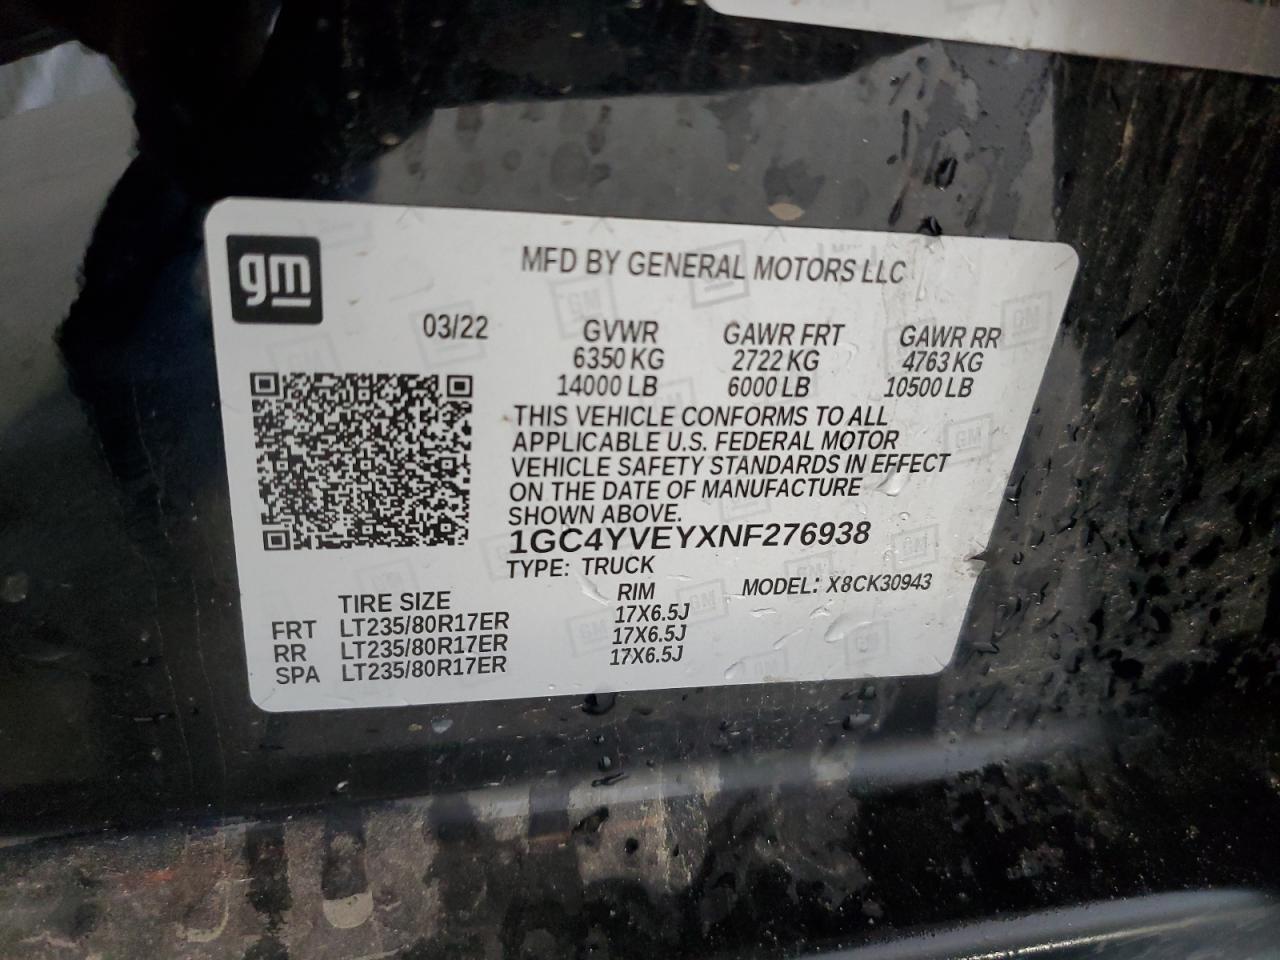 gm
MFD BY GENERAL MOTORS LLC
03/22 GVWR GAWR FRT GAWR RR
6350 KG 2722 KG 4763 KG
14000 LB 6000 LB 10500 LB
THIS VEHICLE CONFORMS TO ALL
APPLICABLE U.S. FEDERAL MOTOR
VEHICLE SAFETY STANDARDS IN EFFECT
ON THE DATE OF MANUFACTURE
SHOWN ABOVE.
1GC4YVEYXNF276938
TYPE: TRUCK
TIRE SIZE RIM MODEL: X8CK30943
FRT LT235/80R17ER 17X6.5J
RR LT235/80R17ER 17X6.5J
SPA LT235/80R17ER 17X6.5J